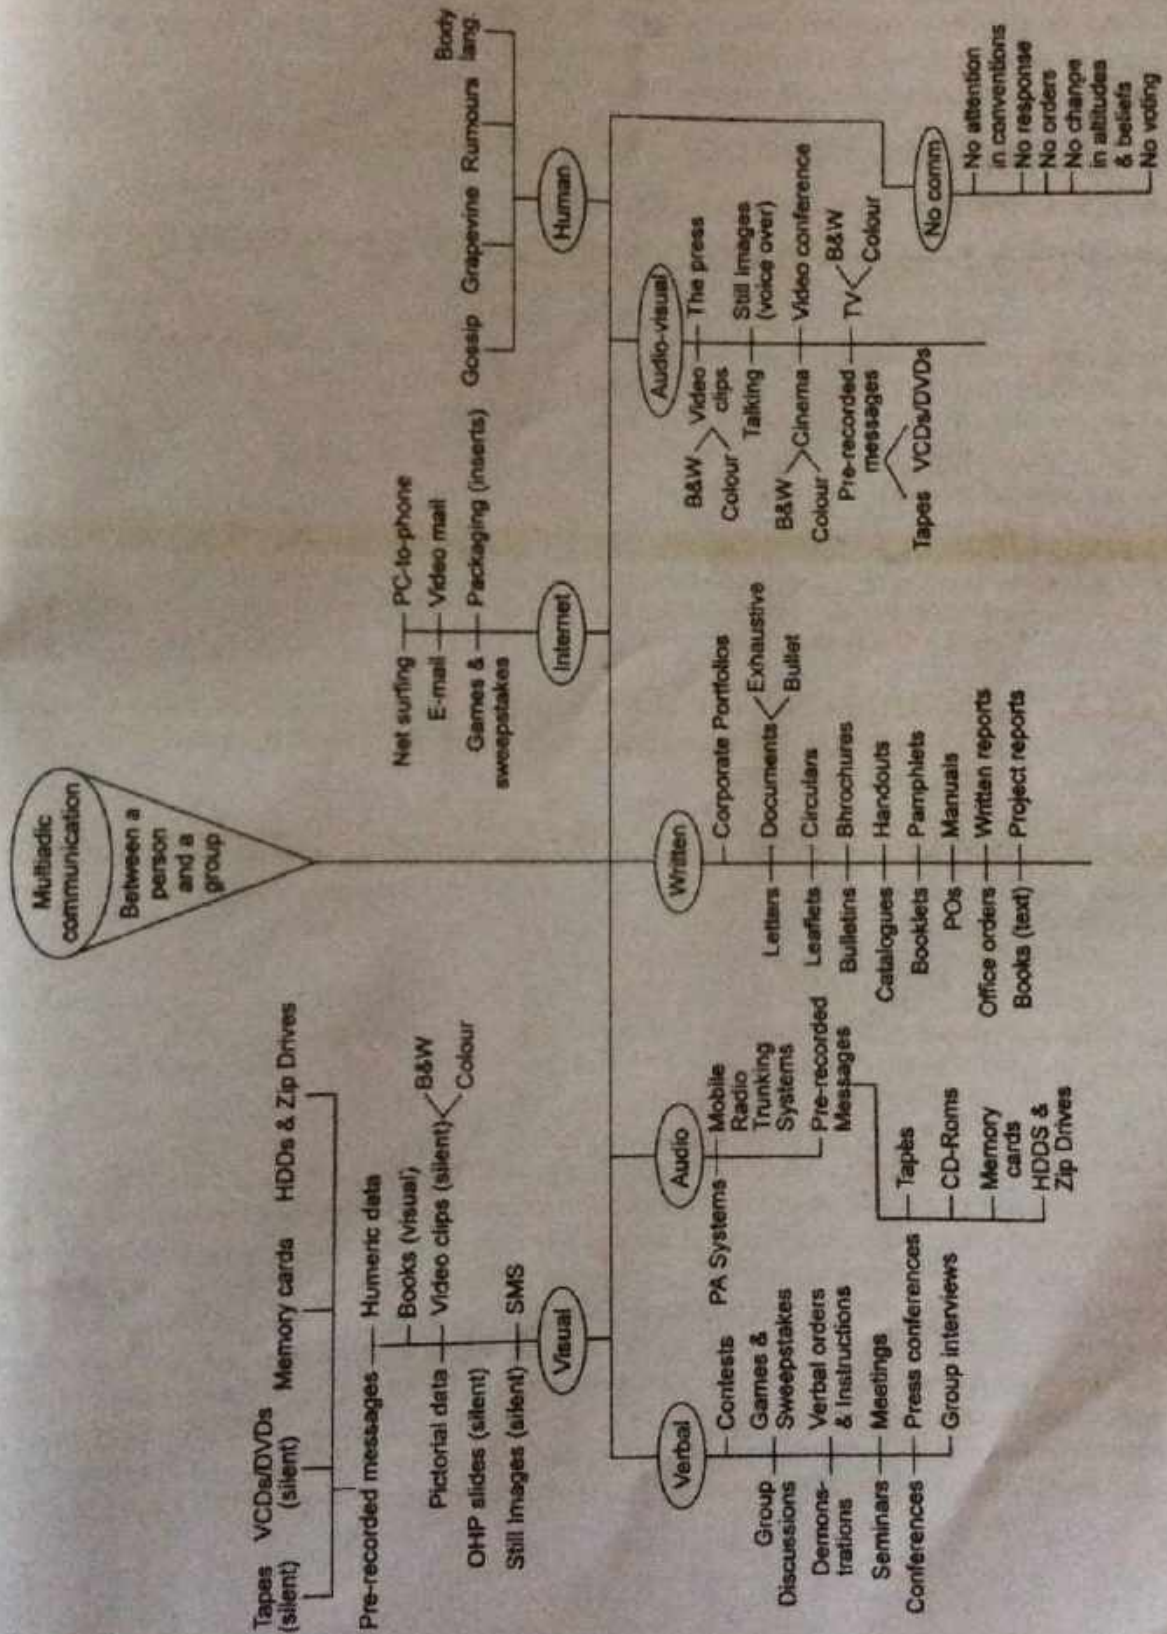 Multiadic
communication
Between a
person
and a
group
Tapes
(silent)
VCDs/DVDs
(silent)
Memory cards
HDDs & Zip Drives
Pre-recorded messages
Humeric data
Books (visual)
Pictorial data
Video clips (silent)
B&W
Colour
OHP slides (silent)
Still Images (silent)
SMS
Visual
Net surfing
PC-to-phone
E-mail
Video mail
Games &
sweepstakes
Packaging (inserts)
Internet
Gossip
Grapevine
Rumours
Body
lang.
Human
Verbal
Contests
Group
Discussions
Games &
Sweepstakes
Demons-
trations
Verbal orders
& Instructions
Seminars
Meetings
Conferences
Press conferences
Group interviews
Audio
PA Systems
Mobile
Radio
Trunking
Systems
Pre-recorded
Messages
Tapes
CD-Roms
Memory
cards
HDDS &
Zip Drives
Written
Corporate Portfolios
Letters
Documents
Exhaustive
Bullet
Leaflets
Circulars
Bulletins
Bhrochures
Catalogues
Handouts
Booklets
Pamphlets
POs
Manuals
Office orders
Written reports
Books (text)
Project reports
Audio-visual
B&W
Colour
Video
clips
The press
Talking
Still Images
(voice over)
B&W
Colour
Cinema
Video conference
Pre-recorded
messages
TV
B&W
Colour
Tapes
VCDs/DVDs
No comm
No attention
in conventions
No response
No orders
No change
in altitudes
& beliefs
No voting